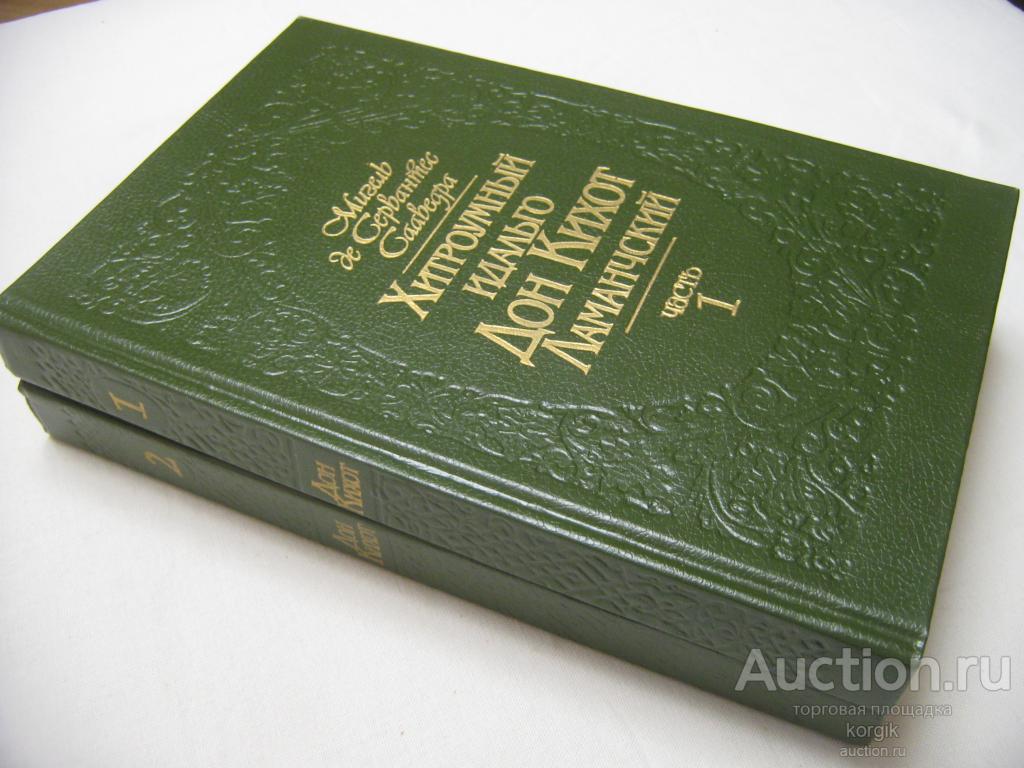 Мигель
де Сервантес
Сааведра
Хитроумный
идальго
Дон Кихот
Ламанчский
часть
1
1
Дон
Кихот
2
Дон
Кихот
Auction.ru
торговая площадка
korgik
auction.ru